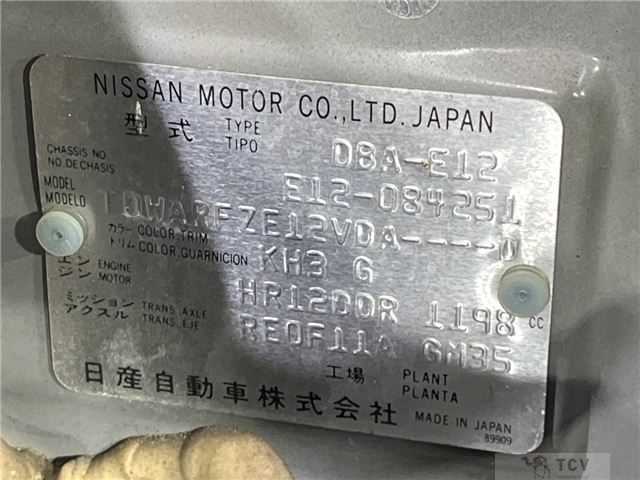 NISSAN MOTOR CO.,LTD. JAPAN
型式 TYPE TIPO DBA-E12
CHASSIS NO. NO. DE CHASIS E12-084251
MODEL MODELO
カラー COLOR,TRIM トリム COLOR,GUARNICION KH3 G
エンジン ENGINE MOTOR HR12DDR 1198 CC
ミッション TRANS. アクスル AXLE TRANS. EJE RE0F11A GM35
工場 PLANT PLANTA
日産自動車株式会社 MADE IN JAPAN
89909
TCV